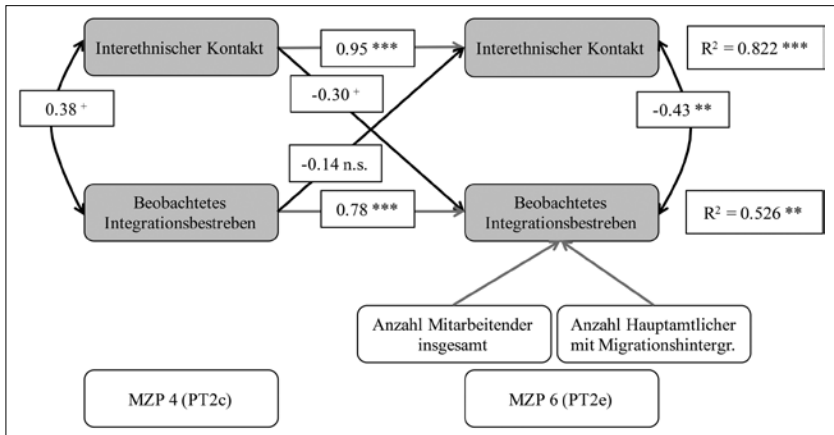 Interethnischer Kontakt
0.95 ***
Interethnischer Kontakt
R² = 0.822 ***
-0.30 +
0.38 +
-0.43 **
-0.14 n.s.
Beobachtetes
Integrationsbestreben
0.78 ***
Beobachtetes
Integrationsbestreben
R² = 0.526 **
Anzahl Mitarbeitender
insgesamt
Anzahl Hauptamtlicher
mit Migrationshintergr.
MZP 4 (PT2c)
MZP 6 (PT2e)